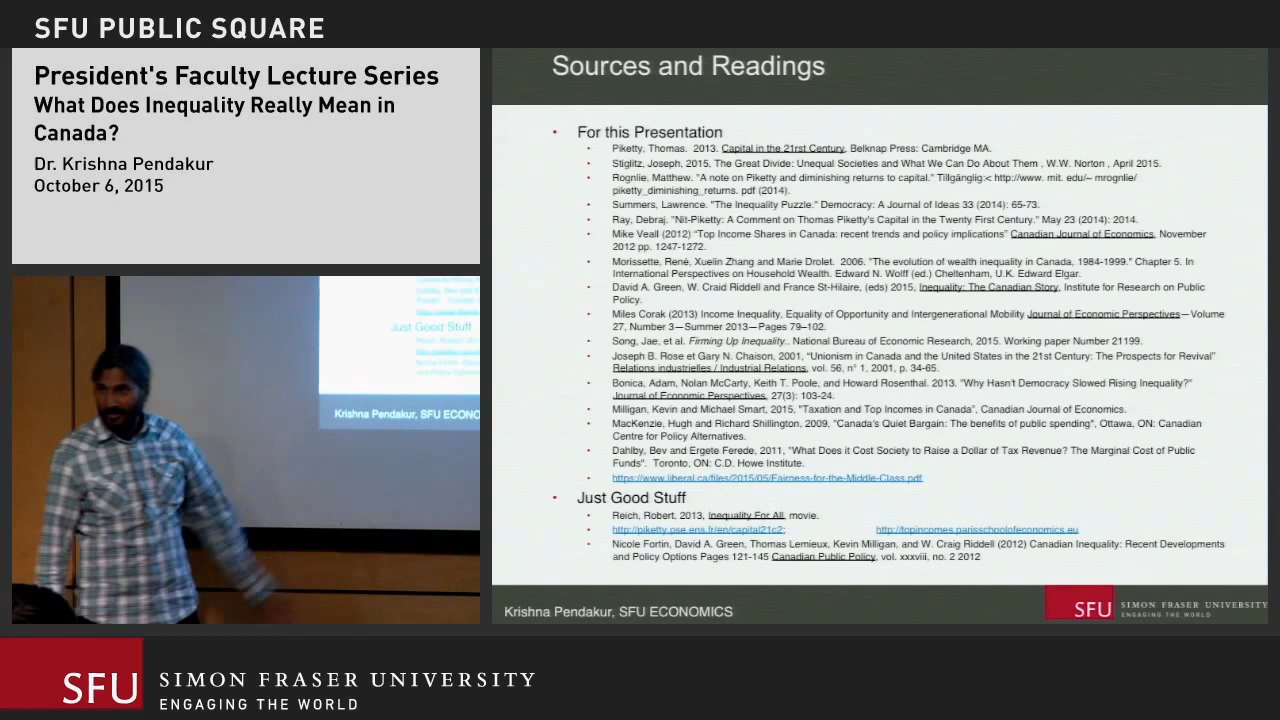 SFU PUBLIC SQUARE
President's Faculty Lecture Series
What Does Inequality Really Mean in
Canada?
Dr. Krishna Pendakur
October 6, 2015
Just Good Stuff
Krishna Pendakur, SFU ECONO
Sources and Readings
• For this Presentation
• Piketty, Thomas. 2013. Capital in the 21rst Century, Belknap Press: Cambridge MA.
• Stiglitz, Joseph, 2015, The Great Divide: Unequal Societies and What We Can Do About Them , W.W. Norton , April 2015.
• Rognlie, Matthew. "A note on Piketty and diminishing returns to capital." Tillgänglig:< http://www. mit. edu/~ mrognlie/
piketty_diminishing_returns. pdf (2014).
• Summers, Lawrence. "The Inequality Puzzle." Democracy: A Journal of Ideas 33 (2014): 65-73.
• Ray, Debraj. "Nit-Piketty: A Comment on Thomas Piketty's Capital in the Twenty First Century." May 23 (2014): 2014.
• Mike Veall (2012) "Top Income Shares in Canada: recent trends and policy implications" Canadian Journal of Economics, November
2012 pp. 1247-1272.
• Morissette, René, Xuelin Zhang and Marie Drolet. 2006. "The evolution of wealth inequality in Canada, 1984-1999." Chapter 5. In
International Perspectives on Household Wealth. Edward N. Wolff (ed.) Cheltenham, U.K. Edward Elgar.
• David A. Green, W. Craid Riddell and France St-Hilaire, (eds) 2015, Inequality: The Canadian Story, Institute for Research on Public
Policy.
• Miles Corak (2013) Income Inequality, Equality of Opportunity and Intergenerational Mobility Journal of Economic Perspectives—Volume
27, Number 3—Summer 2013—Pages 79–102.
• Song, Jae, et al. Firming Up Inequality.. National Bureau of Economic Research, 2015. Working paper Number 21199.
• Joseph B. Rose et Gary N. Chaison, 2001, "Unionism in Canada and the United States in the 21st Century: The Prospects for Revival"
Relations industrielles / Industrial Relations, vol. 56, n° 1, 2001, p. 34-65.
• Bonica, Adam, Nolan McCarty, Keith T. Poole, and Howard Rosenthal. 2013. "Why Hasn't Democracy Slowed Rising Inequality?"
Journal of Economic Perspectives, 27(3): 103-24.
• Milligan, Kevin and Michael Smart, 2015, "Taxation and Top Incomes in Canada", Canadian Journal of Economics.
• MacKenzie, Hugh and Richard Shillington, 2009, "Canada's Quiet Bargain: The benefits of public spending", Ottawa, ON: Canadian
Centre for Policy Alternatives.
• Dahlby, Bev and Ergete Ferede, 2011, "What Does it Cost Society to Raise a Dollar of Tax Revenue? The Marginal Cost of Public
Funds". Toronto, ON: C.D. Howe Institute.
• https://www.liberal.ca/files/2015/05/Fairness-for-the-Middle-Class.pdf
• Just Good Stuff
• Reich, Robert. 2013, Inequality For All, movie.
• http://piketty.pse.ens.fr/en/capital21c2; http://topincomes.parisschoolofeconomics.eu
• Nicole Fortin, David A. Green, Thomas Lemieux, Kevin Milligan, and W. Craig Riddell (2012) Canadian Inequality: Recent Developments
and Policy Options Pages 121-145 Canadian Public Policy, vol. xxxviii, no. 2 2012
Krishna Pendakur, SFU ECONOMICS
SFU SIMON FRASER UNIVERSITY
ENGAGING THE WORLD
SFU SIMON FRASER UNIVERSITY
ENGAGING THE WORLD